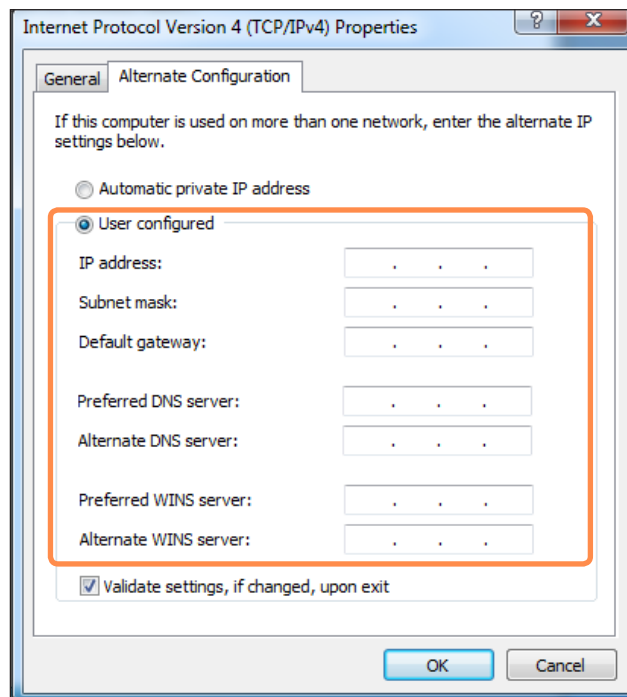 Internet Protocol Version 4 (TCP/IPv4) Properties
General
Alternate Configuration
If this computer is used on more than one network, enter the alternate IP
settings below.
Automatic private IP address
User configured
IP address: . . .
Subnet mask: . . .
Default gateway: . . .
Preferred DNS server: . . .
Alternate DNS server: . . .
Preferred WINS server: . . .
Alternate WINS server: . . .
Validate settings, if changed, upon exit
OK
Cancel